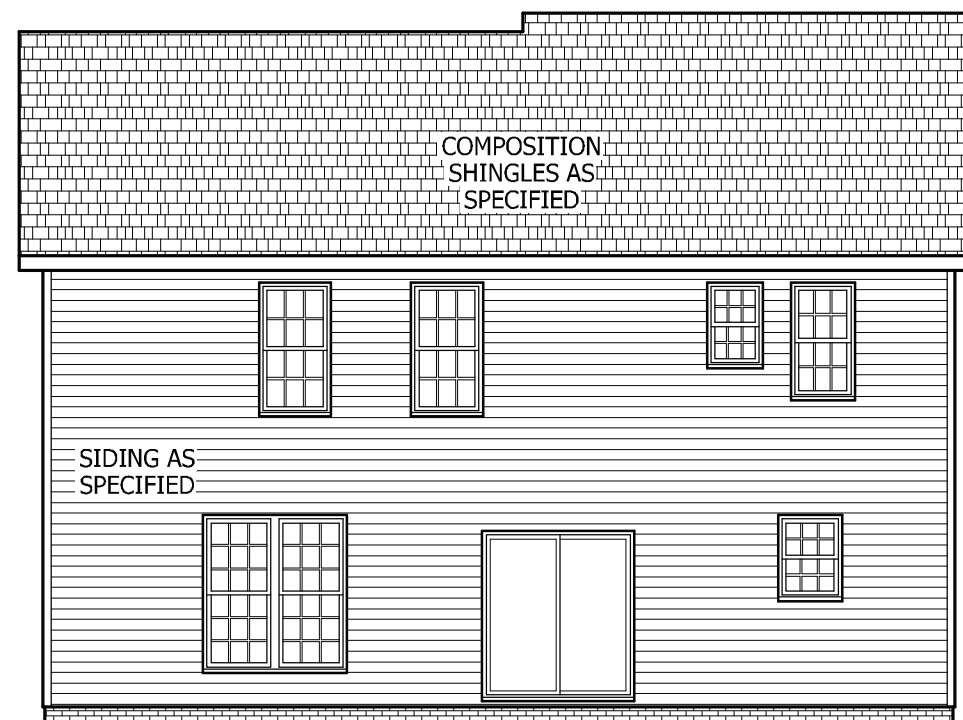 COMPOSITION
SHINGLES AS
SPECIFIED
SIDING AS
SPECIFIED